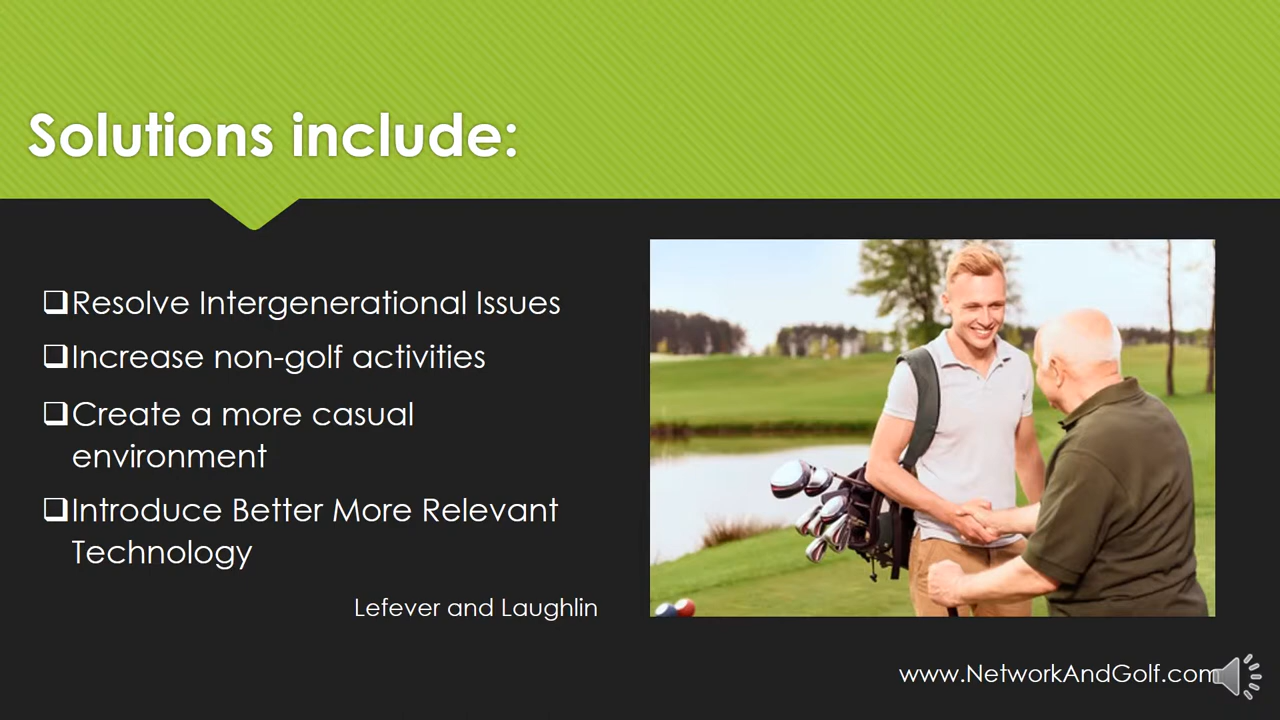 Solutions include:
❑Resolve Intergenerational Issues
❑Increase non-golf activities
❑Create a more casual
environment
❑Introduce Better More Relevant
Technology
Lefever and Laughlin
www.NetworkAndGolf.com